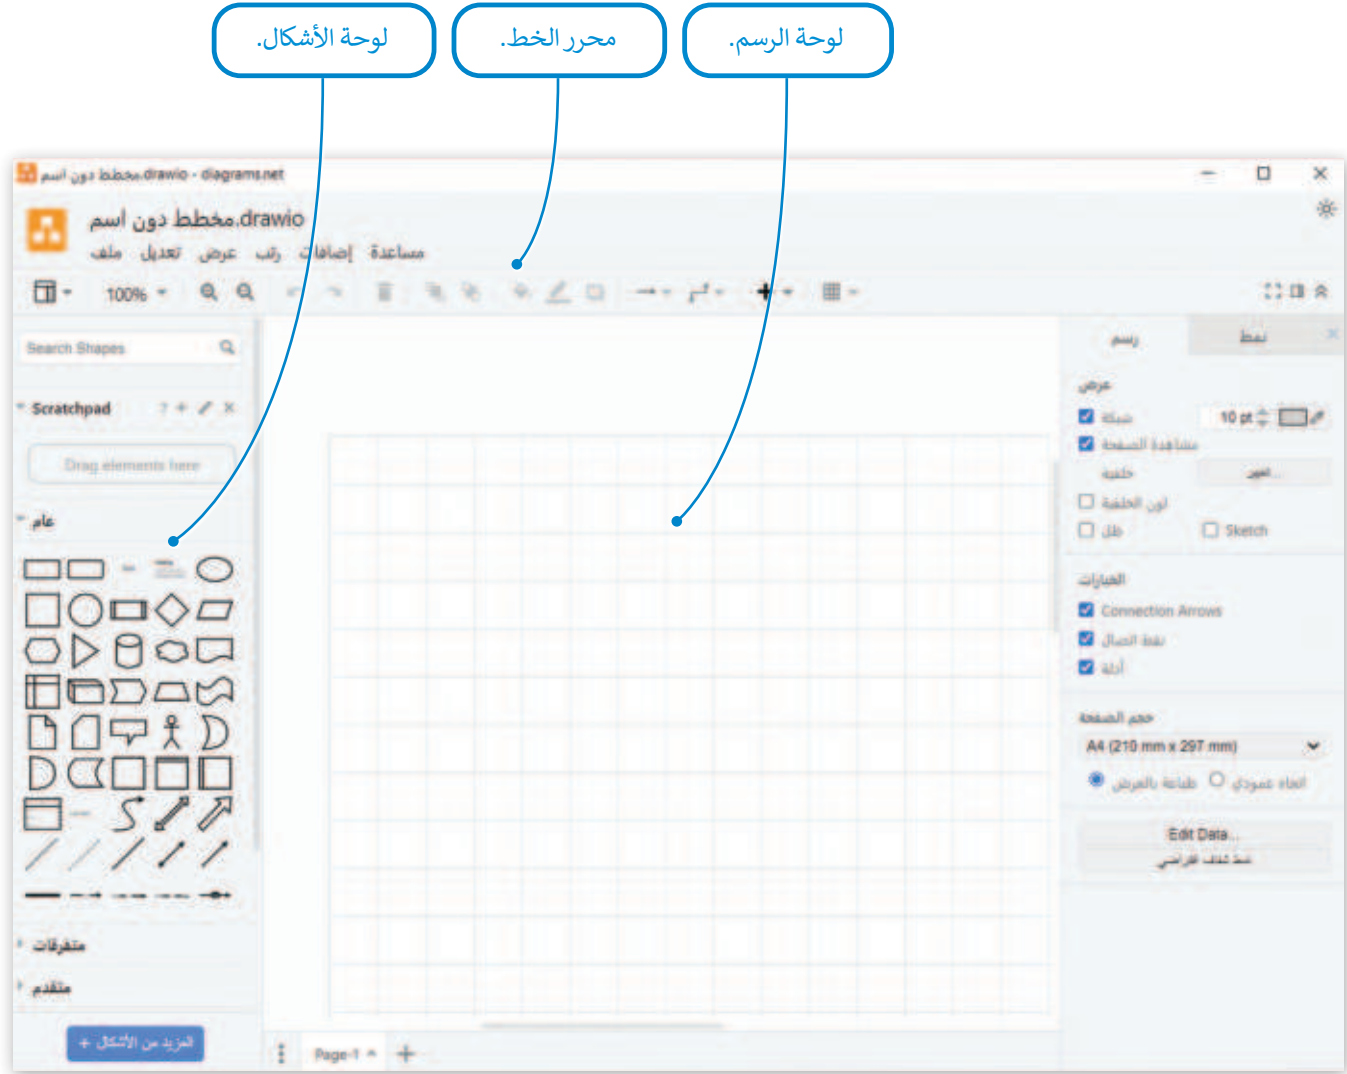 لوحة الرسم.
محرر الخط.
لوحة الأشكال.
مخطط دون اسم.drawio - diagrams.net
مخطط دون اسم.drawio
ملف تعديل عرض رتب إضافات مساعدة
100%
Search Shapes
Scratchpad
Drag elements here
عام
متفرقات
متقدم
+ المزيد من الأشكال
Page-1
رسم
نمط
عرض
شبكة
10 pt
مشاهدة الصفحة
خلفية
تغيير...
لون الخلفية
ظل
Sketch
الخيارات
Connection Arrows
نقط اتصال
أدلة
حجم الصفحة
A4 (210 mm x 297 mm)
طباعة بالعرض
اتجاه عمودي
Edit Data...